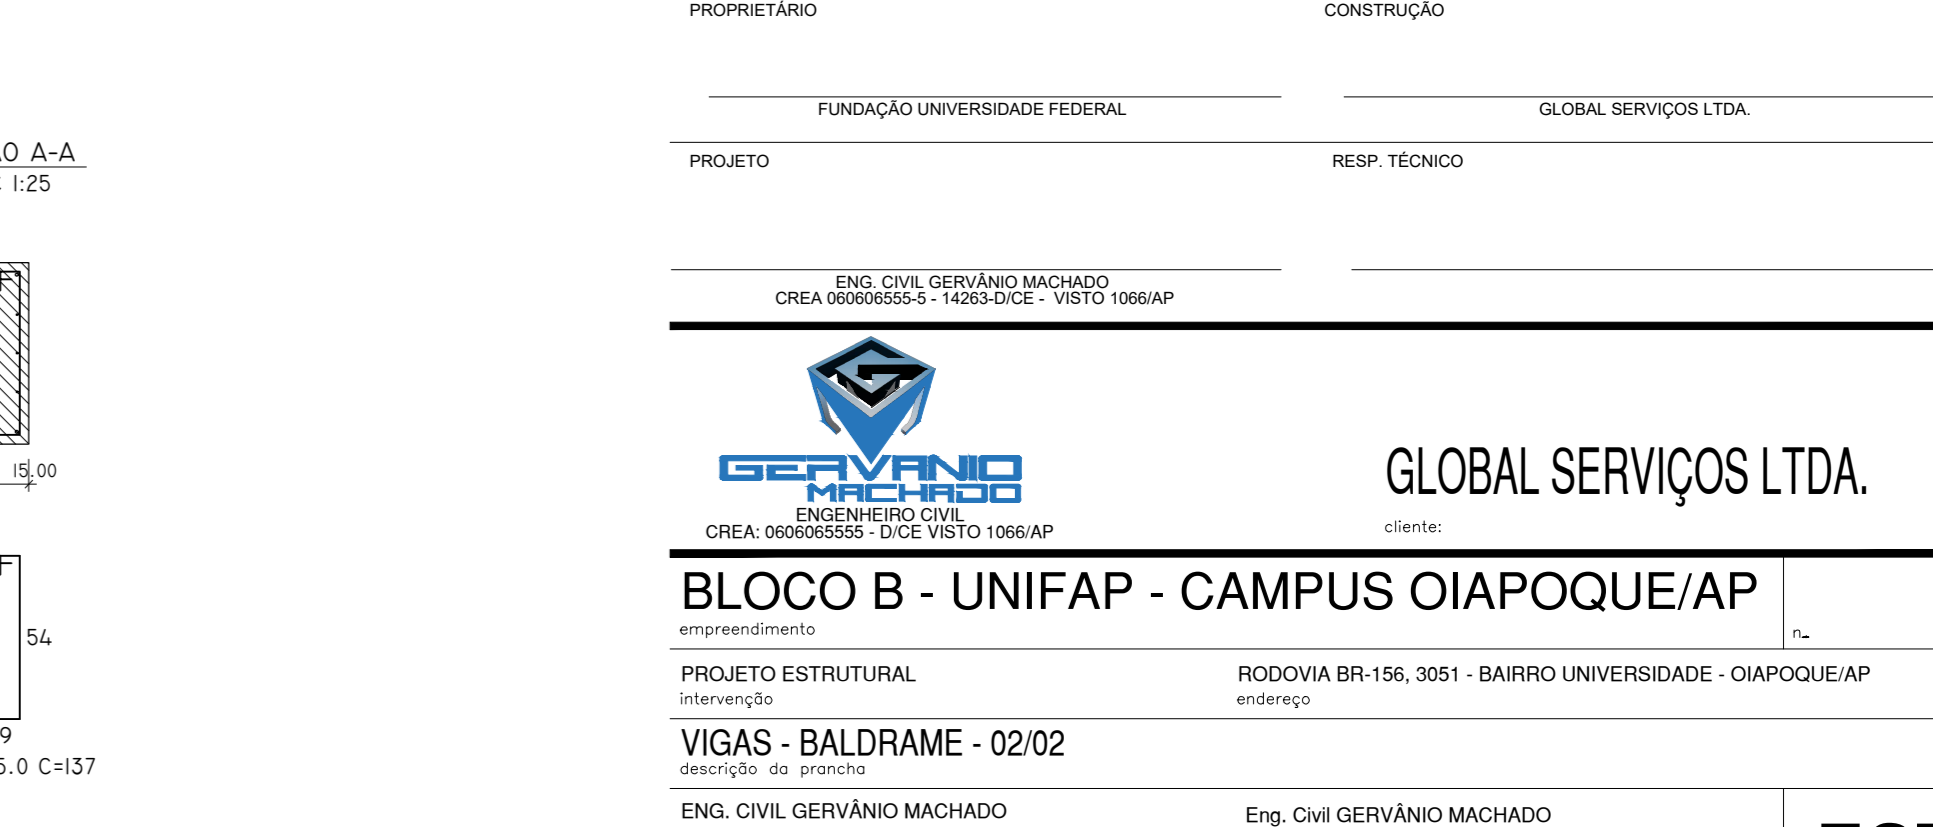 PROPRIETÁRIO
CONSTRUÇÃO
FUNDAÇÃO UNIVERSIDADE FEDERAL
GLOBAL SERVIÇOS LTDA.
A-A
1:25
15.00
54
9
5.0 C=137
PROJETO
RESP. TÉCNICO
ENG. CIVIL GERVÂNIO MACHADO
CREA 060606555-5 - 14263-D/CE - VISTO 1066/AP
GERVANIO
MACHADO
ENGENHEIRO CIVIL
CREA: 0606065555 - D/CE VISTO 1066/AP
GLOBAL SERVIÇOS LTDA.
cliente:
BLOCO B - UNIFAP - CAMPUS OIAPOQUE/AP
empreendimento
PROJETO ESTRUTURAL
intervenção
RODOVIA BR-156, 3051 - BAIRRO UNIVERSIDADE - OIAPOQUE/AP
endereço
VIGAS - BALDRAME - 02/02
descrição da prancha
ENG. CIVIL GERVÂNIO MACHADO
Eng. Civil GERVÂNIO MACHADO